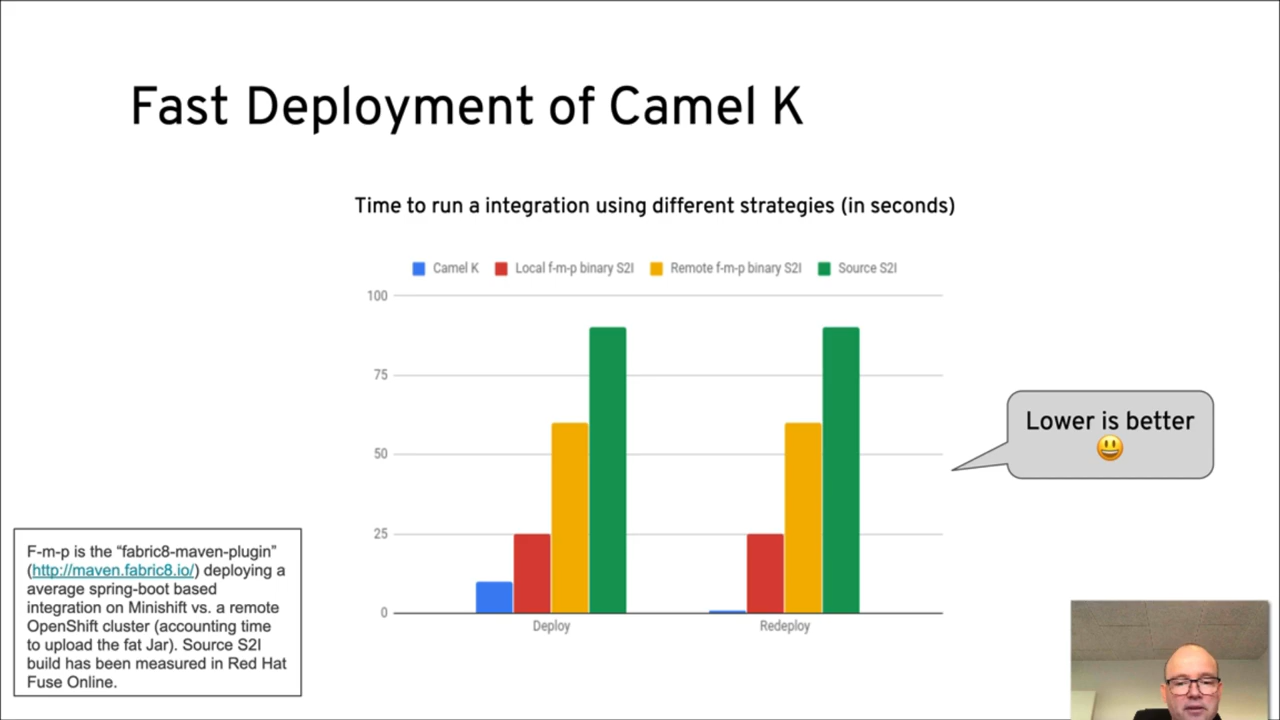 Fast Deployment of Camel K
Time to run a integration using different strategies (in seconds)
Camel K
Local f-m-p binary S2I
Remote f-m-p binary S2I
Source S2I
100
75
50
25
0
Deploy
Redeploy
Lower is better
F-m-p is the “fabric8-maven-plugin”
(http://maven.fabric8.io/) deploying a
average spring-boot based
integration on Minishift vs. a remote
OpenShift cluster (accounting time
to upload the fat Jar). Source S2I
build has been measured in Red Hat
Fuse Online.